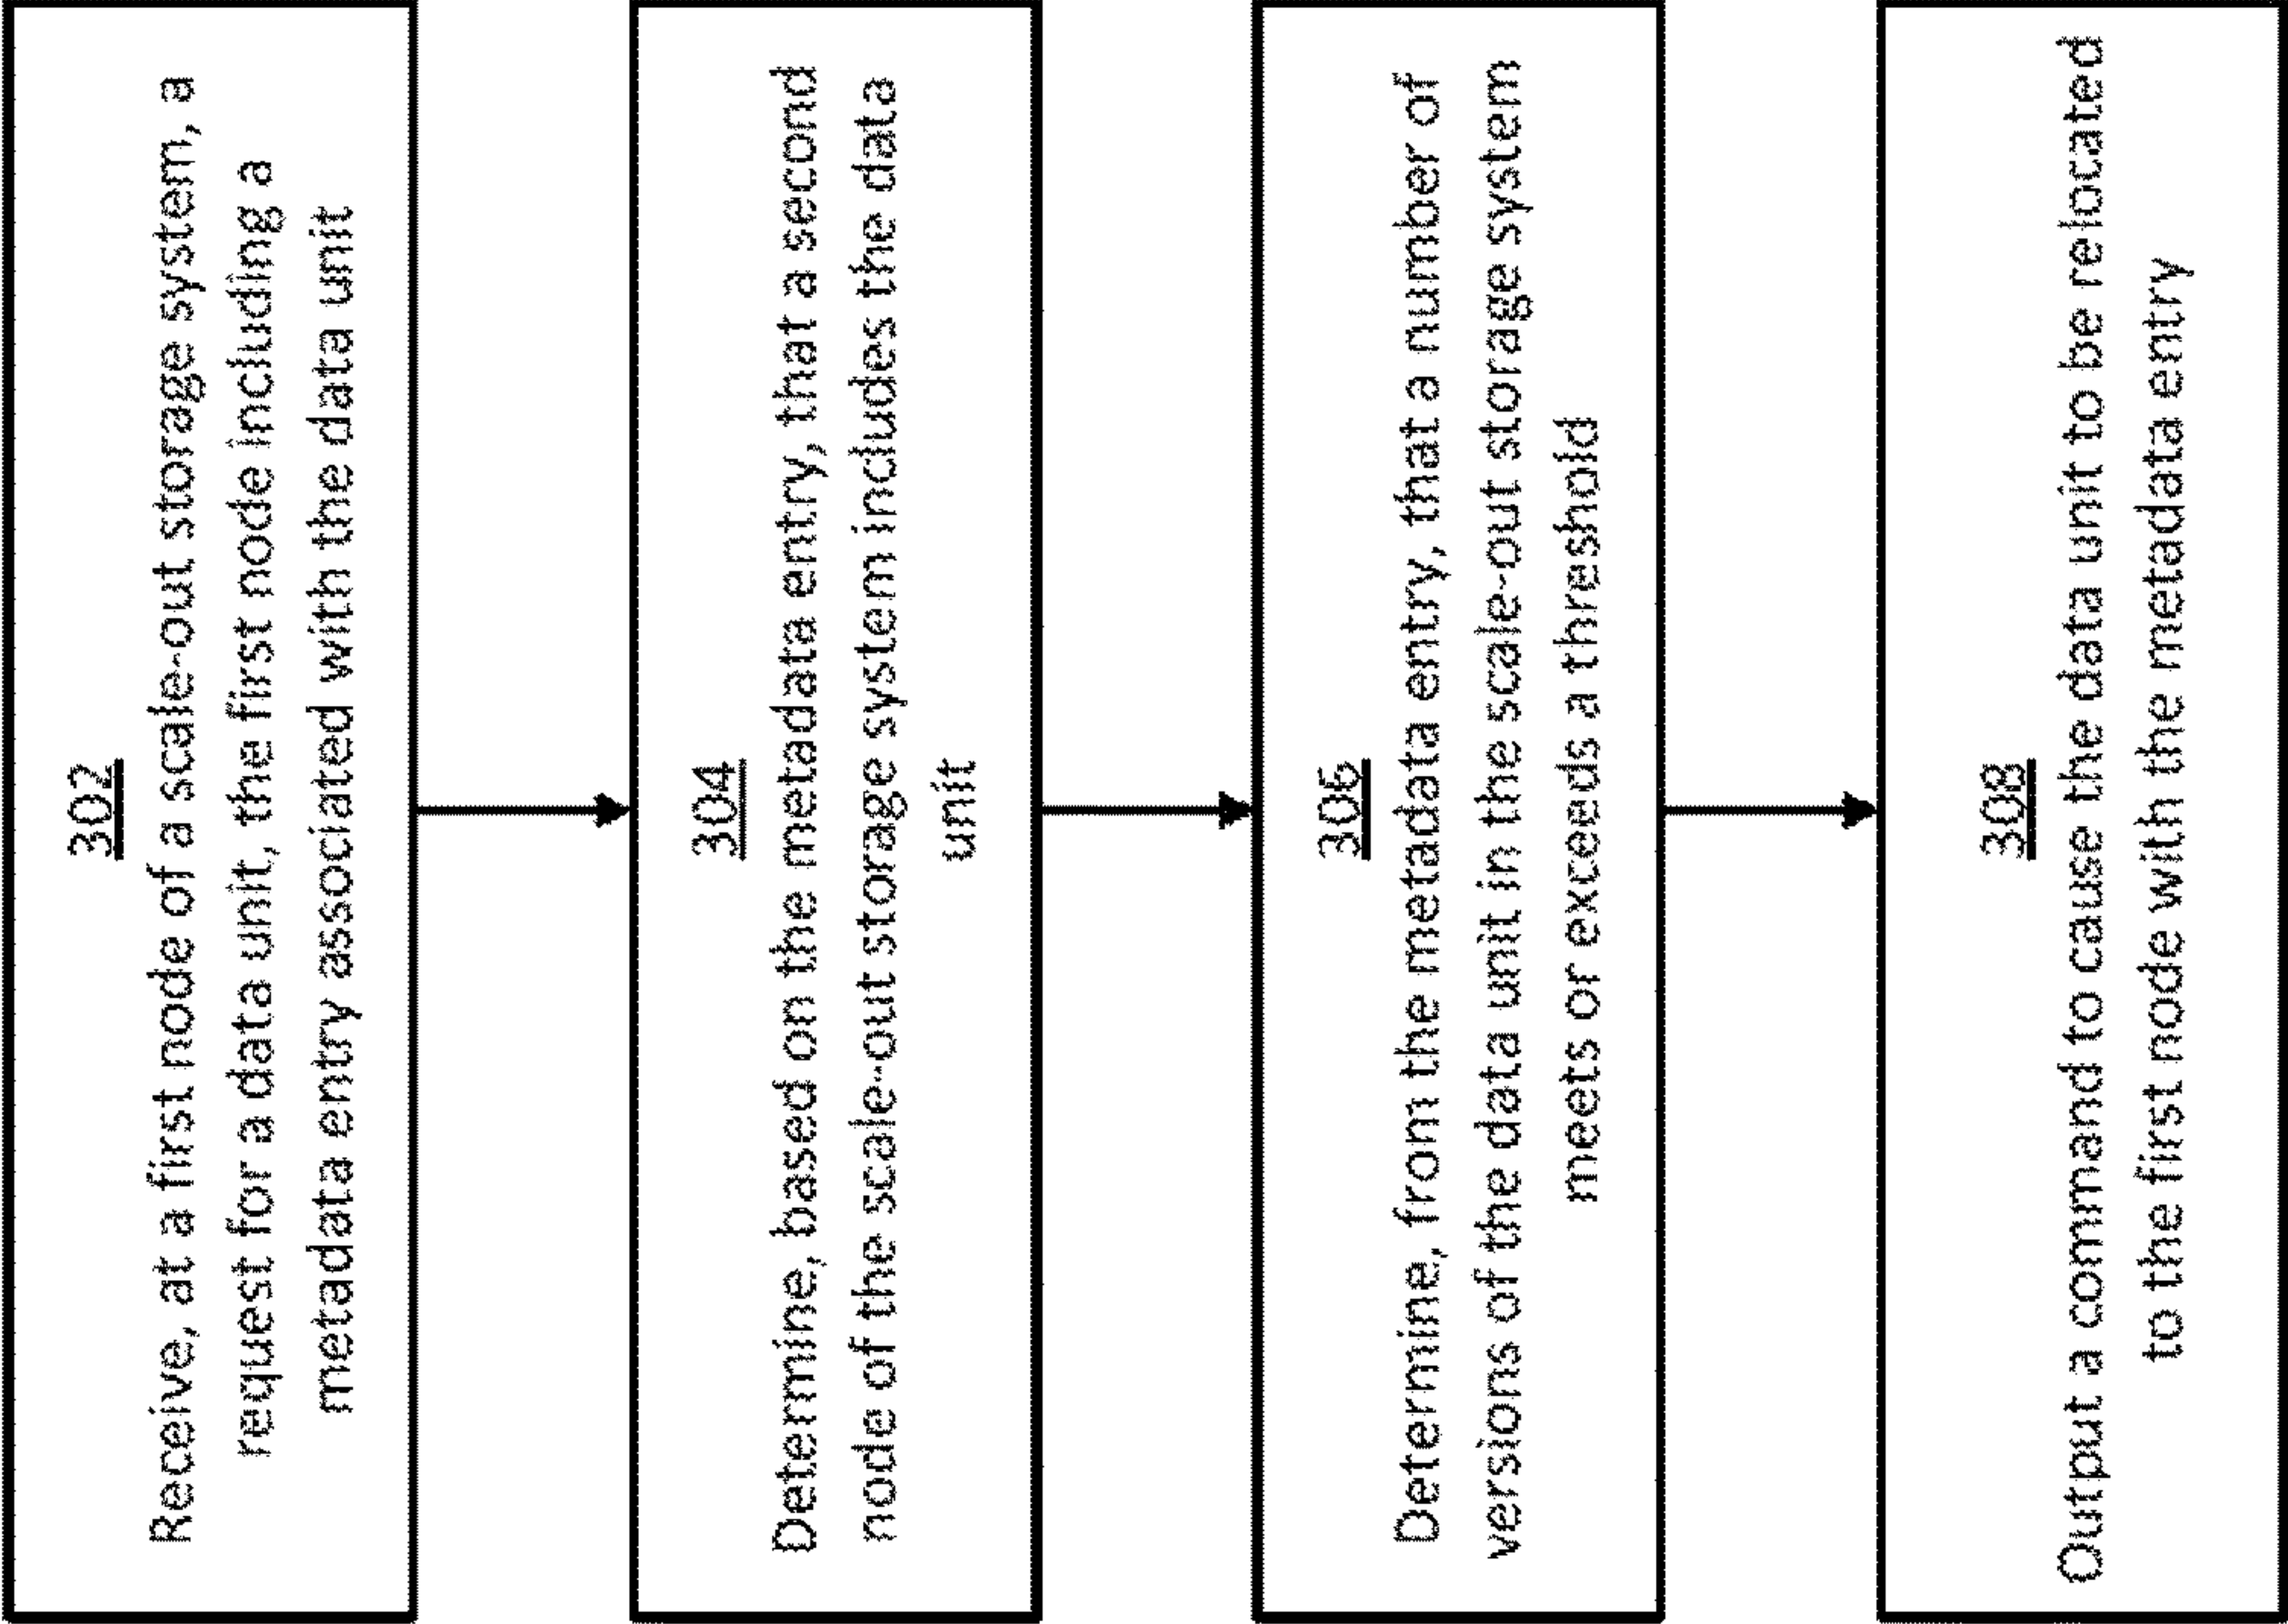 302
Receive, at a first node of a scale-out storage system, a
request for a data unit, the first node including a
metadata entry associated with the data unit
304
Determine, based on the metadata entry, that a second
node of the scale-out storage system includes the data
unit
306
Determine, from the metadata entry, that a number of
versions of the data unit in the scale-out storage system
meets or exceeds a threshold
308
Output a command to cause the data unit to be relocated
to the first node with the metadata entry